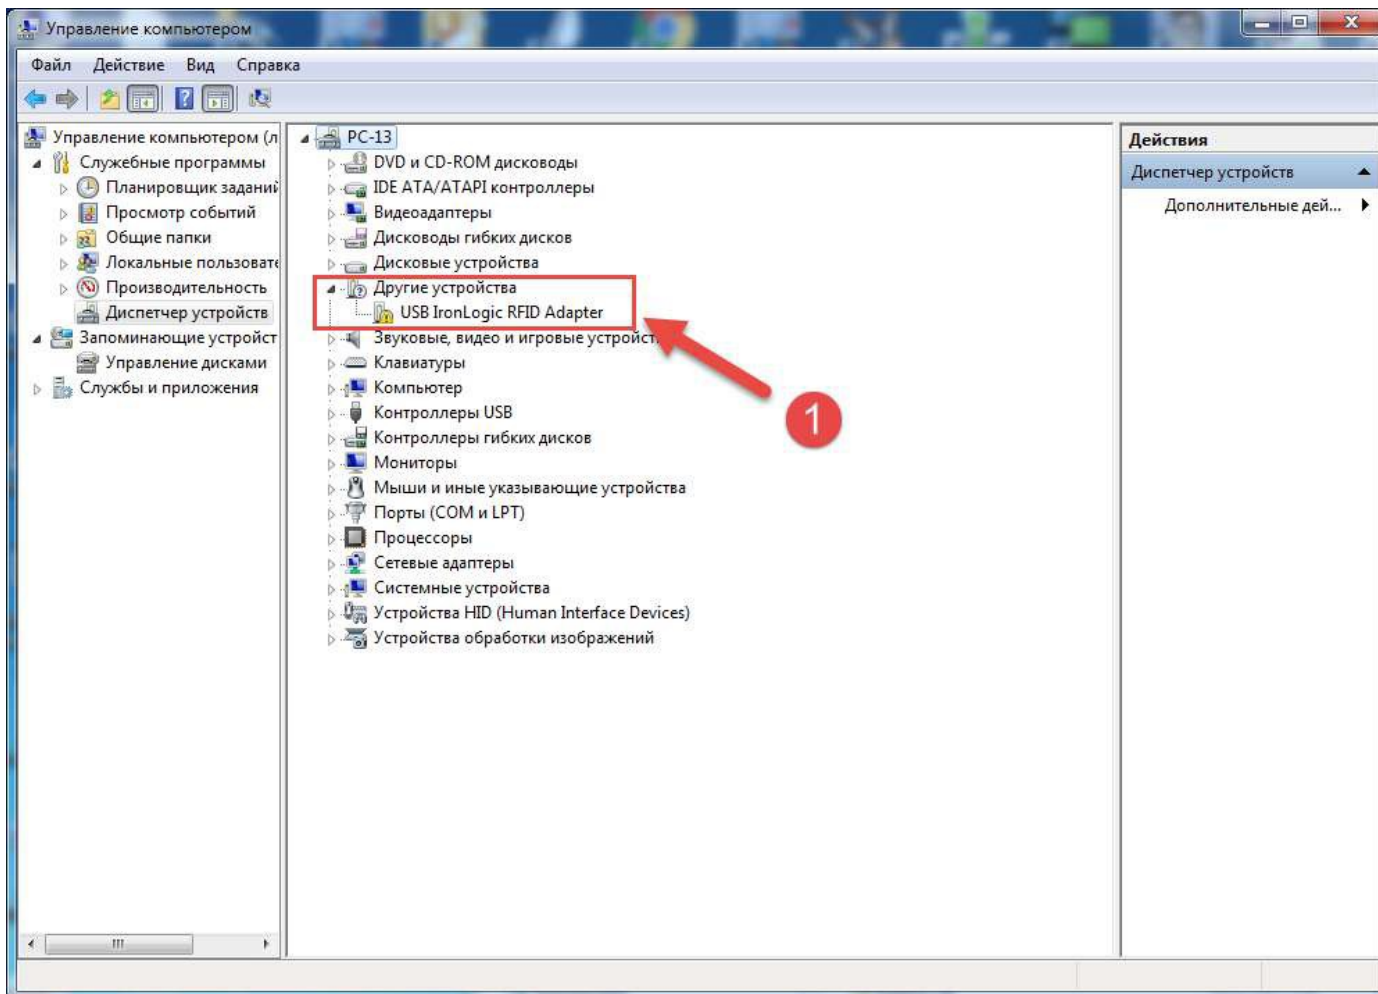 Управление компьютером
Файл Действие Вид Справка
Управление компьютером (л
Служебные программы
Планировщик заданий
Просмотр событий
Общие папки
Локальные пользовате
Производительность
Диспетчер устройств
Запоминающие устройст
Управление дисками
Службы и приложения
PC-13
DVD и CD-ROM дисководы
IDE ATA/ATAPI контроллеры
Видеоадаптеры
Дисководы гибких дисков
Дисковые устройства
Другие устройства
USB IronLogic RFID Adapter
Звуковые, видео и игровые устройст
Клавиатуры
Компьютер
Контроллеры USB
Контроллеры гибких дисков
Мониторы
Мыши и иные указывающие устройства
Порты (COM и LPT)
Процессоры
Сетевые адаптеры
Системные устройства
Устройства HID (Human Interface Devices)
Устройства обработки изображений
1
Действия
Диспетчер устройств
Дополнительные дей...